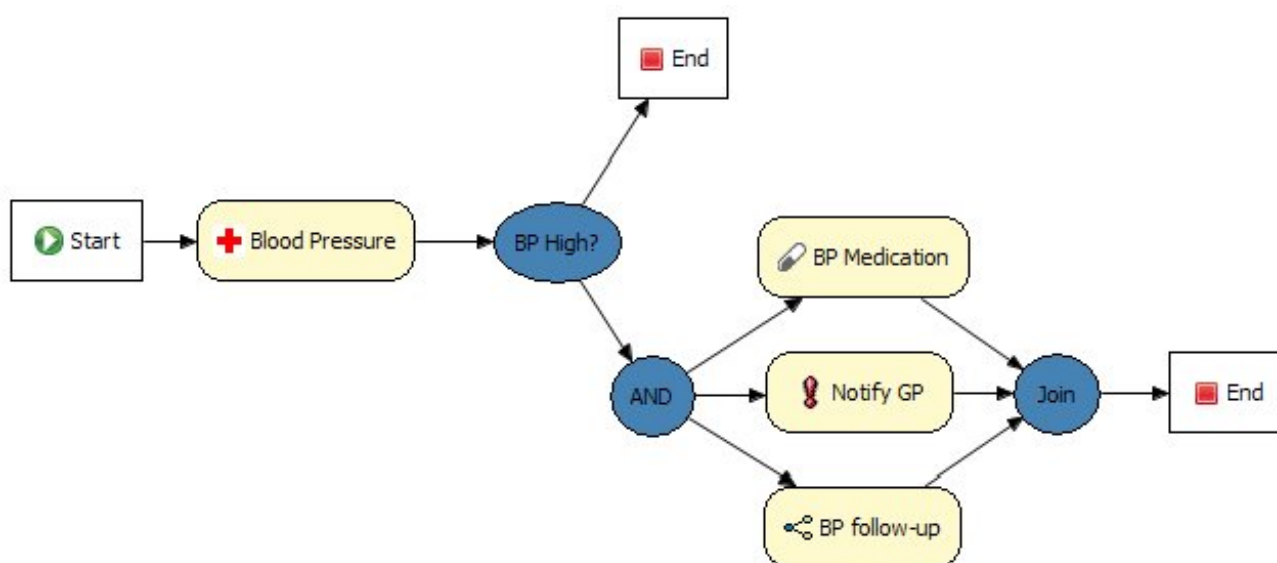 End
Start
Blood Pressure
BP High?
BP Medication
AND
Notify GP
Join
End
BP follow-up